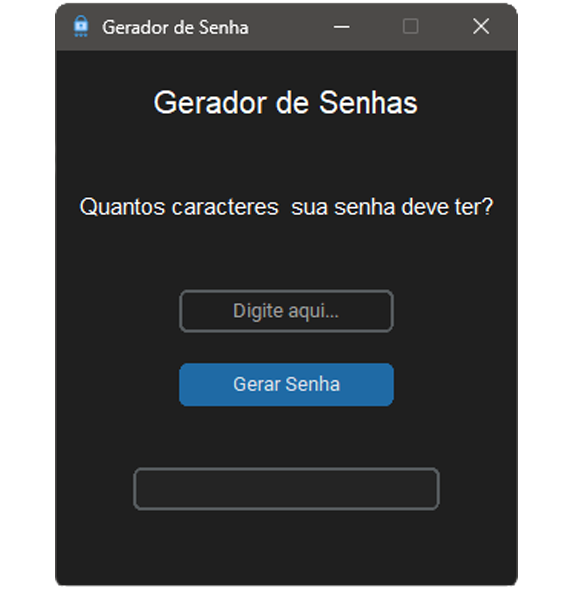 Gerador de Senha
Gerador de Senhas
Quantos caracteres  sua senha deve ter?
Digite aqui...
Gerar Senha